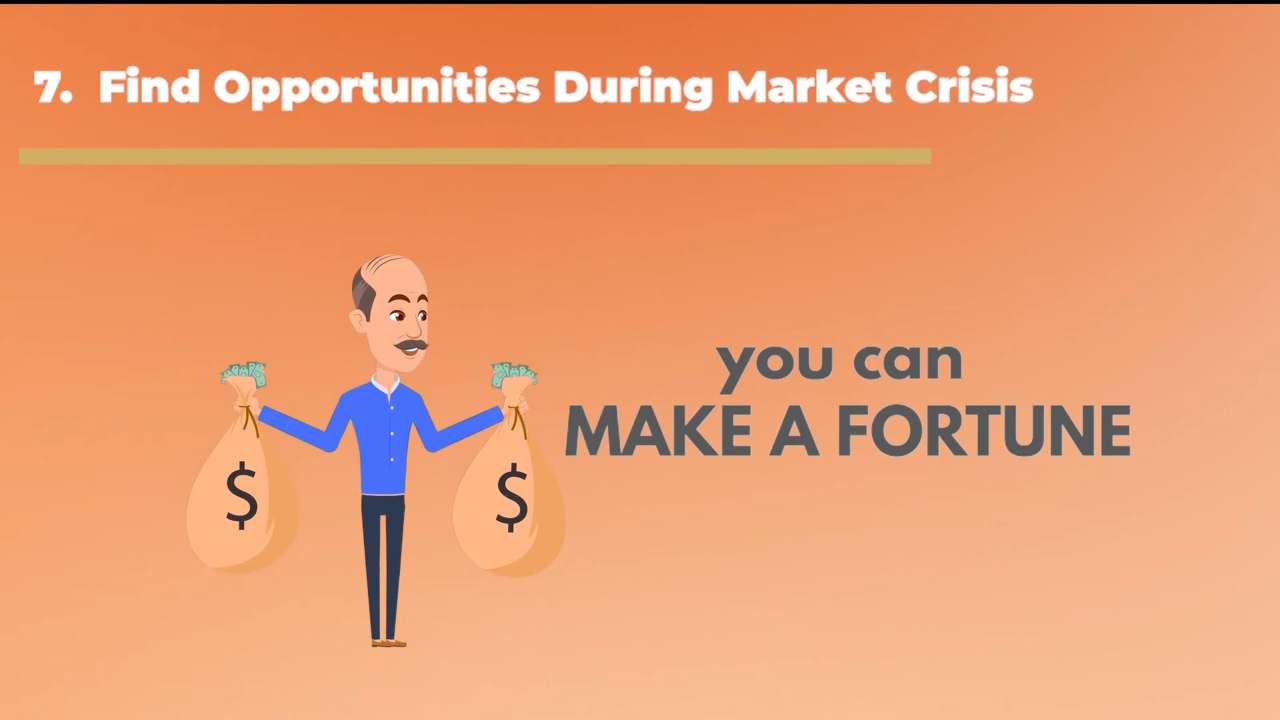 7. Find Opportunities During Market Crisis
you can
MAKE A FORTUNE
$ $